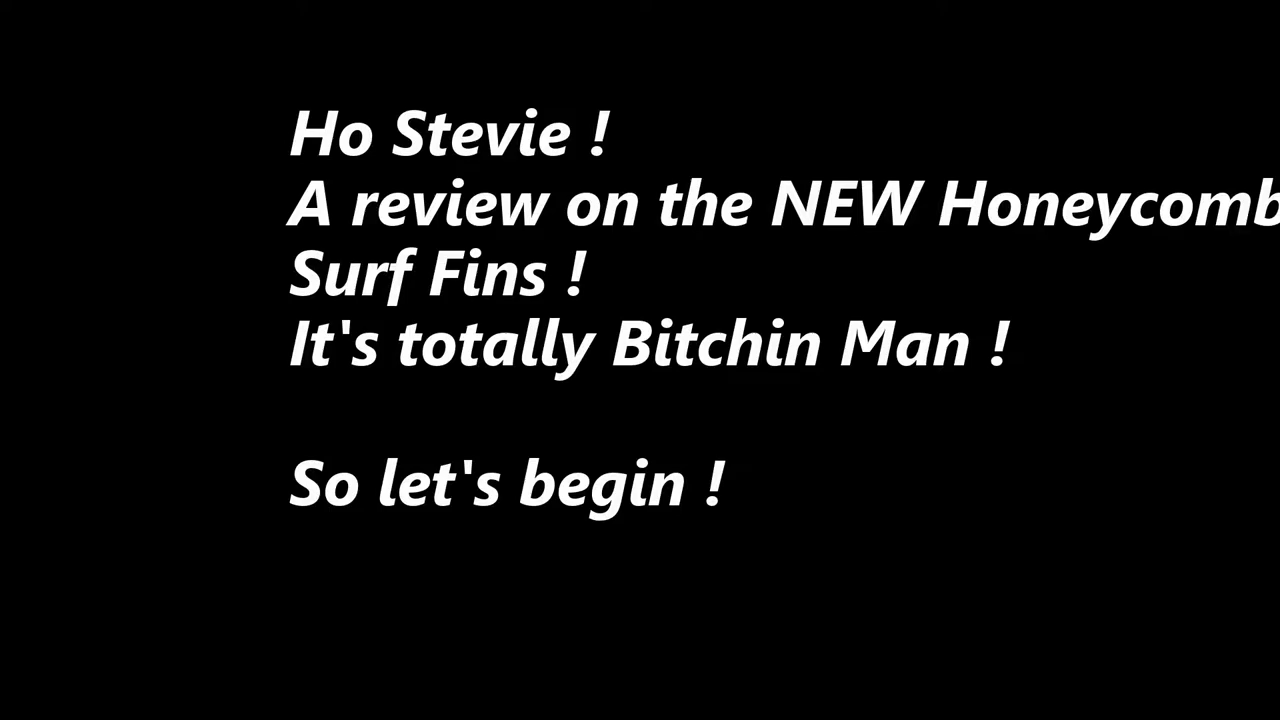 Ho Stevie !
A review on the NEW Honeycomb
Surf Fins !
It's totally Bitchin Man !
So let's begin !